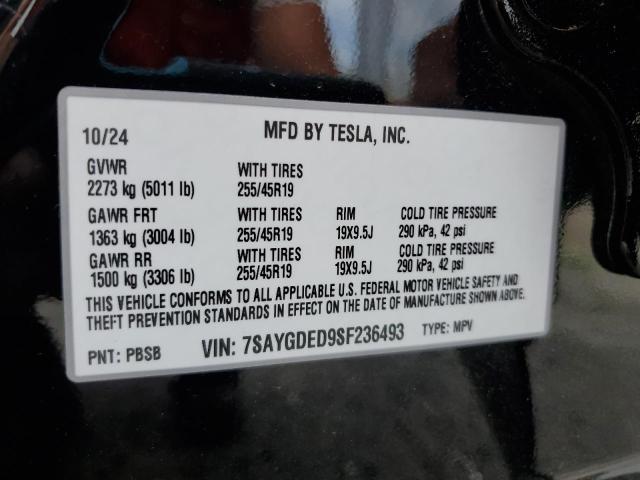 10/24 MFD BY TESLA, INC.
GVWR WITH TIRES
2273 kg (5011 lb) 255/45R19
GAWR FRT WITH TIRES RIM COLD TIRE PRESSURE
1363 kg (3004 lb) 255/45R19 19X9.5J 290 kPa, 42 psi
GAWR RR WITH TIRES RIM COLD TIRE PRESSURE
1500 kg (3306 lb) 255/45R19 19X9.5J 290 kPa, 42 psi
THIS VEHICLE CONFORMS TO ALL APPLICABLE U.S. FEDERAL MOTOR VEHICLE SAFETY AND
THEFT PREVENTION STANDARDS IN EFFECT ON THE DATE OF MANUFACTURE SHOWN ABOVE.
PNT: PBSB VIN: 7SAYGDED9SF236493 TYPE: MPV